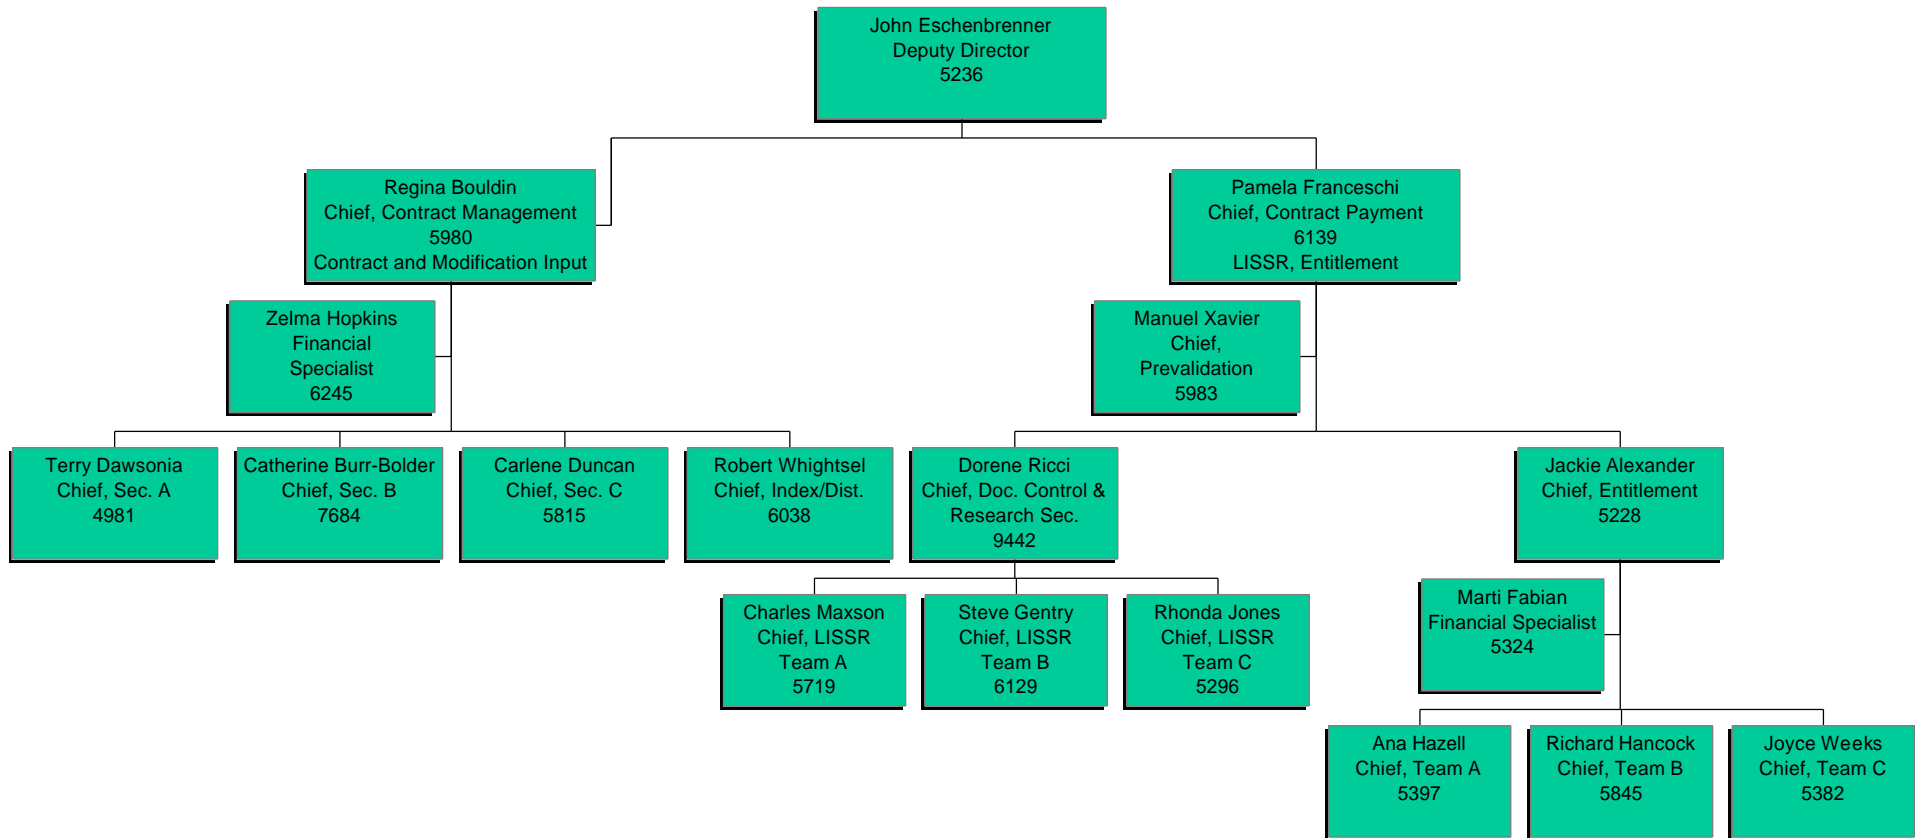 John Eschenbrenner
Deputy Director
5236
Regina Bouldin
Chief, Contract Management
5980
Contract and Modification Input
Pamela Franceschi
Chief, Contract Payment
6139
LISSR, Entitlement
Zelma Hopkins
Financial
Specialist
6245
Manuel Xavier
Chief,
Prevalidation
5983
Terry Dawsonia
Chief, Sec. A
4981
Catherine Burr-Bolder
Chief, Sec. B
7684
Carlene Duncan
Chief, Sec. C
5815
Robert Whightsel
Chief, Index/Dist.
6038
Dorene Ricci
Chief, Doc. Control &
Research Sec.
9442
Jackie Alexander
Chief, Entitlement
5228
Charles Maxson
Chief, LISSR
Team A
5719
Steve Gentry
Chief, LISSR
Team B
6129
Rhonda Jones
Chief, LISSR
Team C
5296
Marti Fabian
Financial Specialist
5324
Ana Hazell
Chief, Team A
5397
Richard Hancock
Chief, Team B
5845
Joyce Weeks
Chief, Team C
5382